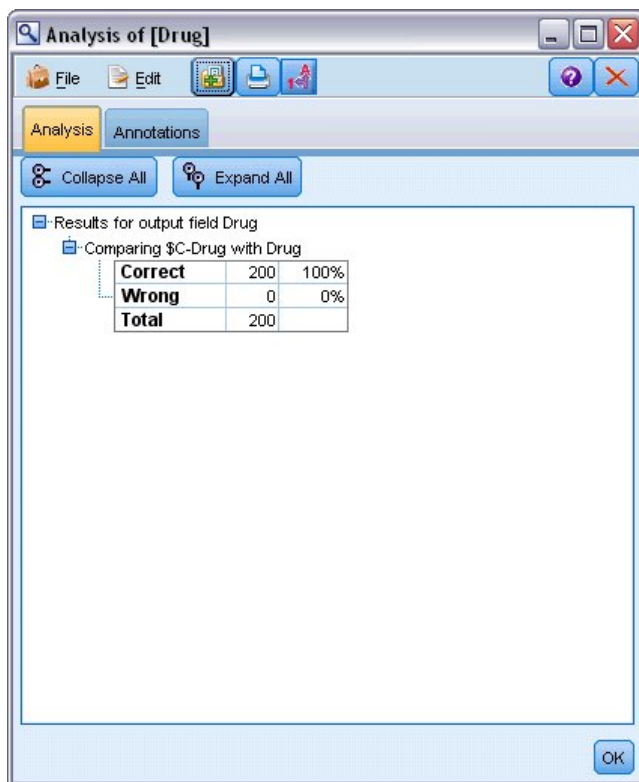 Analysis of [Drug]
File Edit
Analysis Annotations
Collapse All Expand All
Results for output field Drug
Comparing $C-Drug with Drug
Correct 200 100%
Wrong 0 0%
Total 200
OK